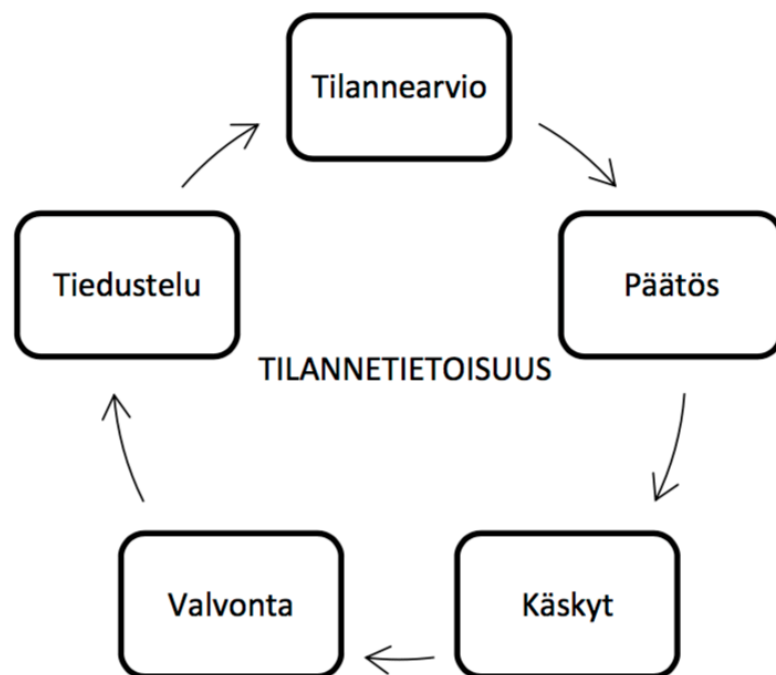 Tilannearvio
Tiedustelu
Päätös
TILANNETIETOISUUS
Valvonta
Käskyt